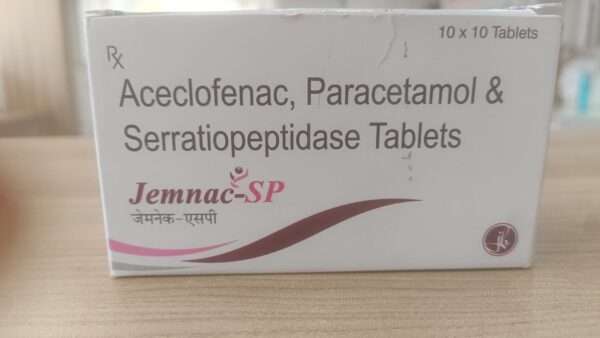 10 x 10 Tablets
Rx
Aceclofenac, Paracetamol &
Serratiopeptidase Tablets
Jemnac-SP
जेमनेक-एसपी